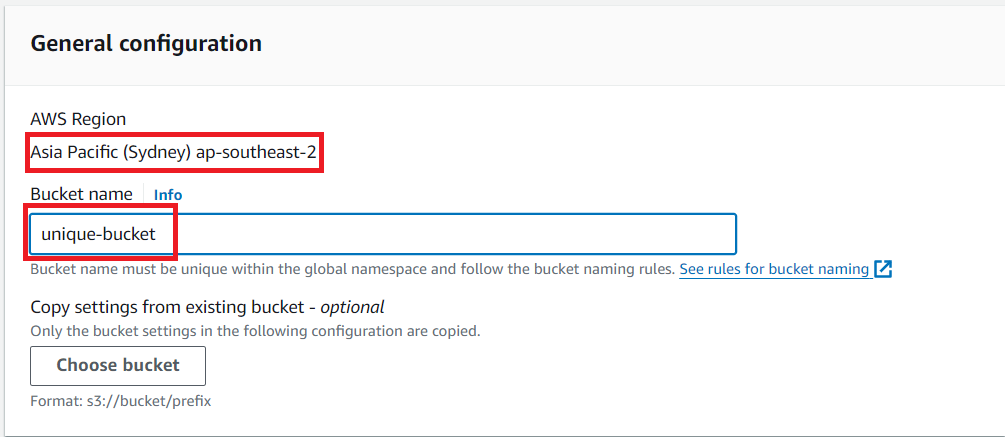 General configuration
AWS Region
Asia Pacific (Sydney) ap-southeast-2
Bucket name Info
unique-bucket
Bucket name must be unique within the global namespace and follow the bucket naming rules. See rules for bucket naming
Copy settings from existing bucket - optional
Only the bucket settings in the following configuration are copied.
Choose bucket
Format: s3://bucket/prefix